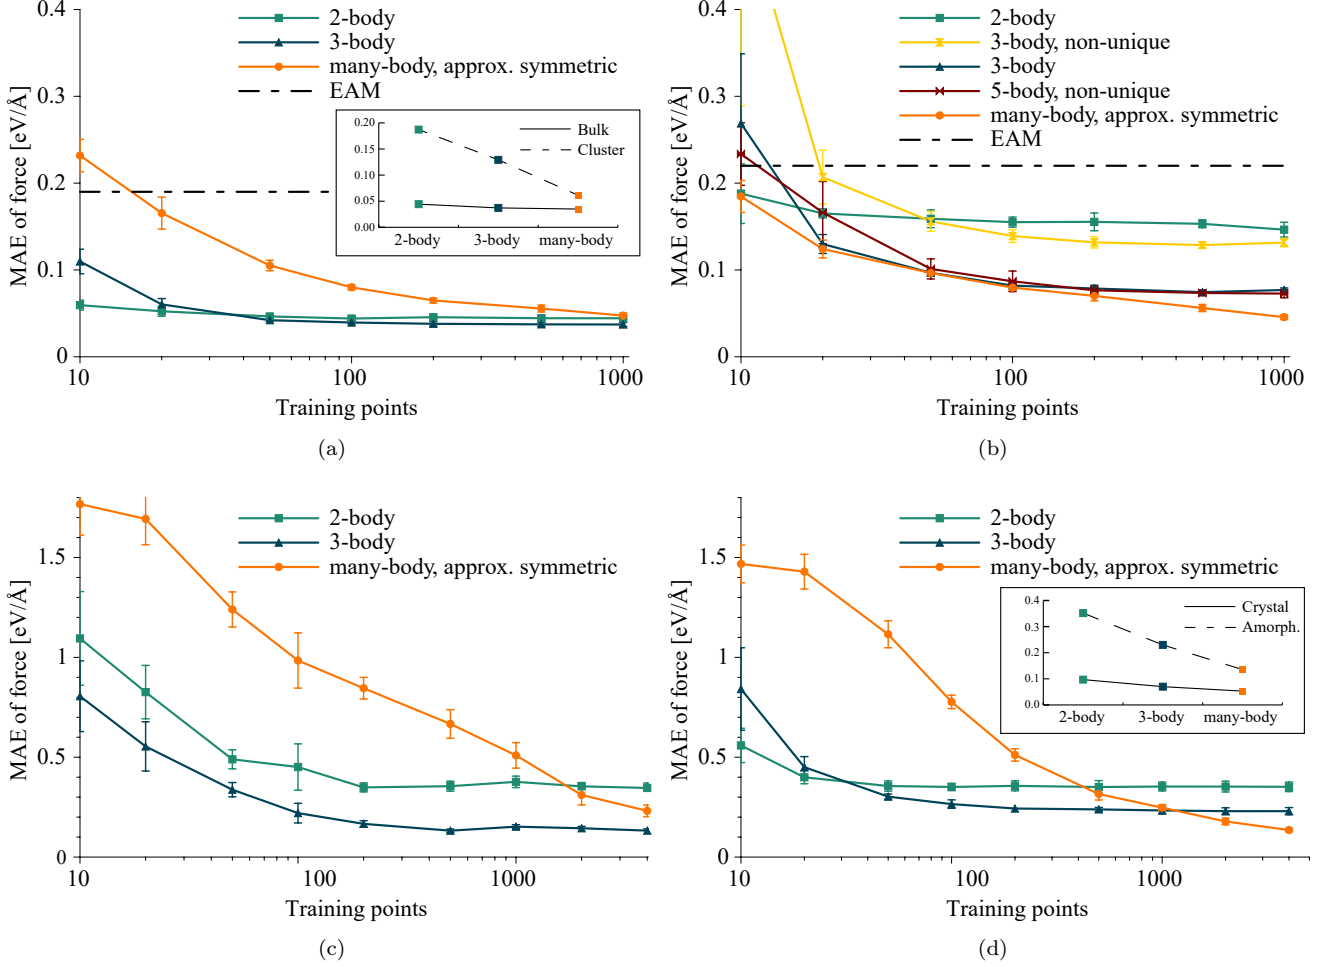 0.4
0.3
0.2
0.1
0
MAE of force [eV/Å]
2-body
3-body
many-body, approx. symmetric
EAM
0.20
0.15
0.10
0.05
0.00
Bulk
Cluster
2-body 3-body many-body
10 100 1000
Training points
(a)
0.4
0.3
0.2
0.1
0
MAE of force [eV/Å]
2-body
3-body, non-unique
3-body
5-body, non-unique
many-body, approx. symmetric
EAM
10 100 1000
Training points
(b)
1.5
1
0.5
0
MAE of force [eV/Å]
2-body
3-body
many-body, approx. symmetric
10 100 1000
Training points
(c)
1.5
1
0.5
0
MAE of force [eV/Å]
2-body
3-body
many-body, approx. symmetric
0.4
0.3
0.2
0.1
0.0
Crystal
Amorph.
2-body 3-body many-body
10 100 1000
Training points
(d)